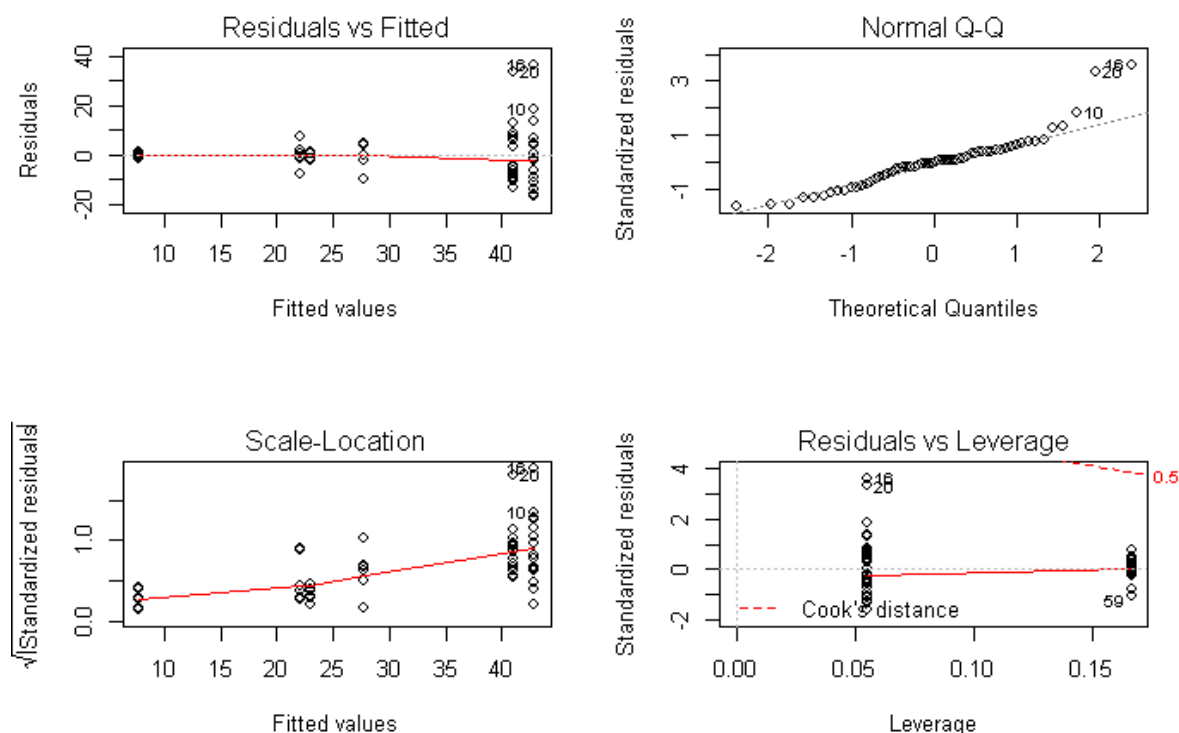 Residuals vs Fitted
Residuals
40
20
0
-20
16
20
10
10 15 20 25 30 35 40
Fitted values
Normal Q-Q
Standardized residuals
3
1
-1
16
20
10
-2 -1 0 1 2
Theoretical Quantiles
Scale-Location
√|Standardized residuals|
1.0
0.0
16
20
10
10 15 20 25 30 35 40
Fitted values
Residuals vs Leverage
Standardized residuals
4
2
0
-2
16
20
59
0.5
Cook's distance
0.00 0.05 0.10 0.15
Leverage